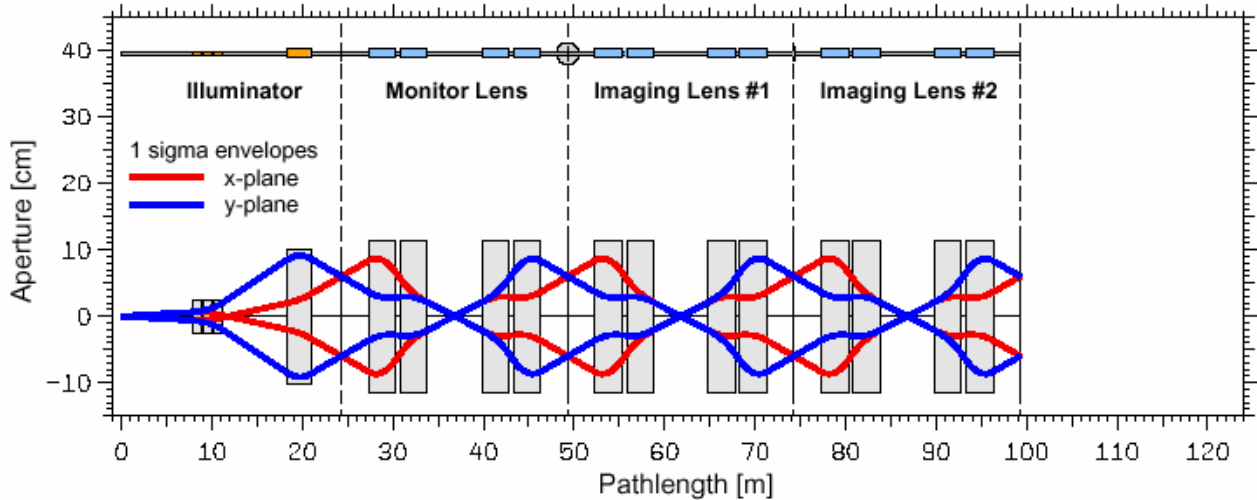 40
Illuminator Monitor Lens Imaging Lens #1 Imaging Lens #2
30
1 sigma envelopes
x-plane
20
y-plane
10
0
-10
Aperture [cm]
0 10 20 30 40 50 60 70 80 90 100 110 120
Pathlength [m]